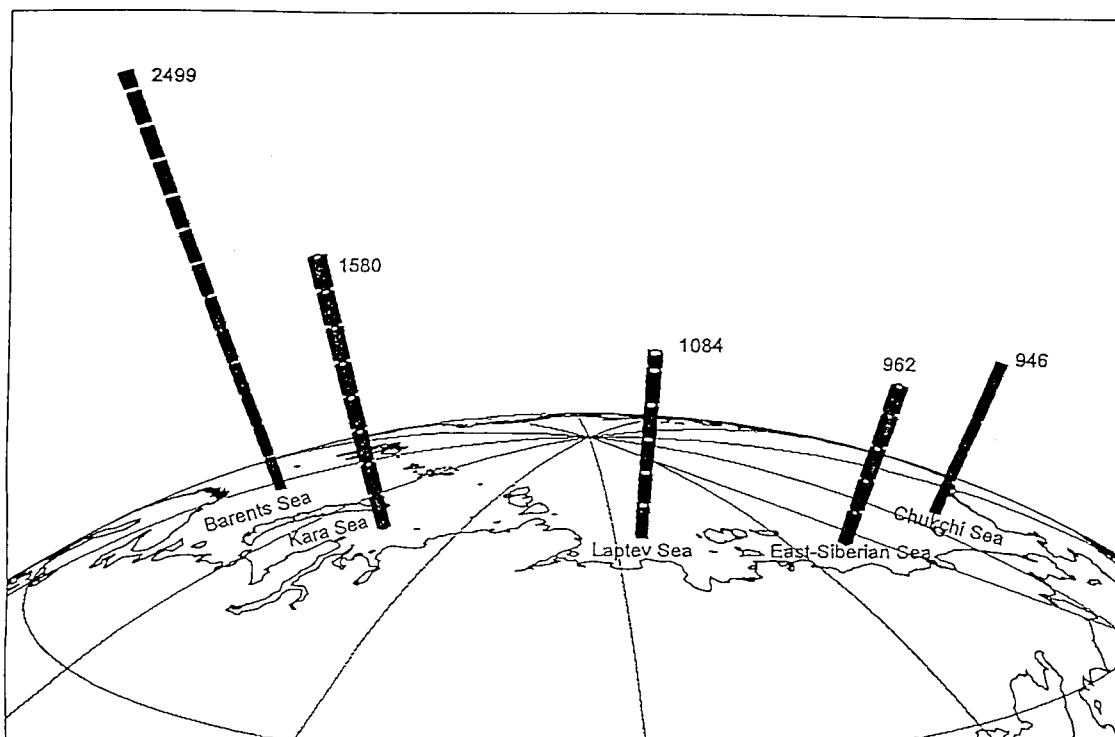 2499
1580
1084
962
946
Barents Sea
Kara Sea
Laptev Sea
East-Siberian Sea
Chukchi Sea